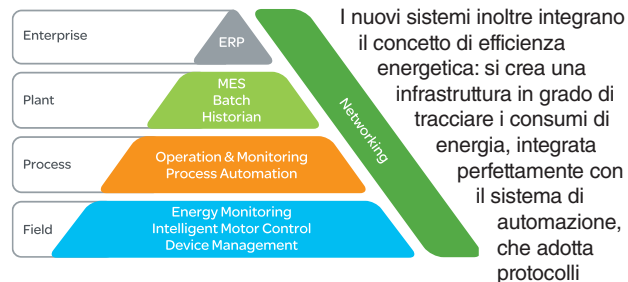 Enterprise
ERP
Plant
MES
Batch
Historian
Process
Operation & Monitoring
Process Automation
Field
Energy Monitoring
Intelligent Motor Control
Device Management
Networking
I nuovi sistemi inoltre integrano
il concetto di efficienza
energetica: si crea una
infrastruttura in grado di
tracciare i consumi di
energia, integrata
perfettamente con
il sistema di
automazione,
che adotta
protocolli